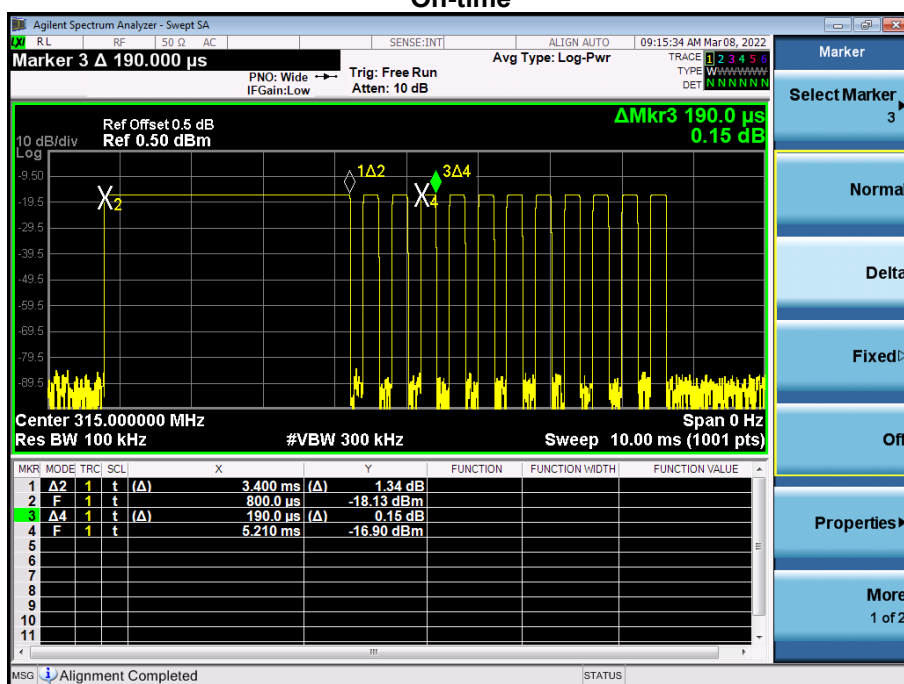 On-time
Agilent Spectrum Analyzer - Swept SA
LXI RL RF 50 Ω AC SENSE:INT ALIGN AUTO 09:15:34 AM Mar 08, 2022
Marker 3 Δ 190.000 µs
Avg Type: Log-Pwr
TRACE 1 2 3 4 5 6
TYPE WWWWWW
DET N N N N N N
PNO: Wide
IFGain:Low
Trig: Free Run
Atten: 10 dB
ΔMkr3 190.0 µs
0.15 dB
10 dB/div
Log
Ref Offset 0.5 dB
Ref 0.50 dBm
-9.50
-19.5
-29.5
-39.5
-49.5
-59.5
-69.5
-79.5
-89.5
X2
1Δ2
X4
3Δ4
Center 315.000000 MHz
Span 0 Hz
Res BW 100 kHz
#VBW 300 kHz
Sweep 10.00 ms (1001 pts)
MKR MODE TRC SCL X Y FUNCTION FUNCTION WIDTH FUNCTION VALUE
1 Δ2 1 t (Δ) 3.400 ms (Δ) 1.34 dB
2 F 1 t 800.0 µs -18.13 dBm
3 Δ4 1 t (Δ) 190.0 µs (Δ) 0.15 dB
4 F 1 t 5.210 ms -16.90 dBm
5
6
7
8
9
10
11
MSG Alignment Completed
STATUS
Marker
Select Marker
3
Normal
Delta
Fixed
Off
Properties
More
1 of 2